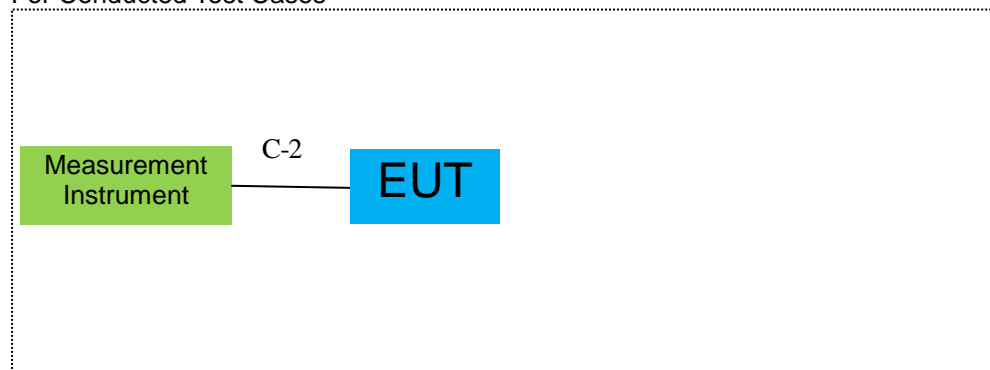 For Conducted Test Cases
C-2
Measurement
Instrument
EUT